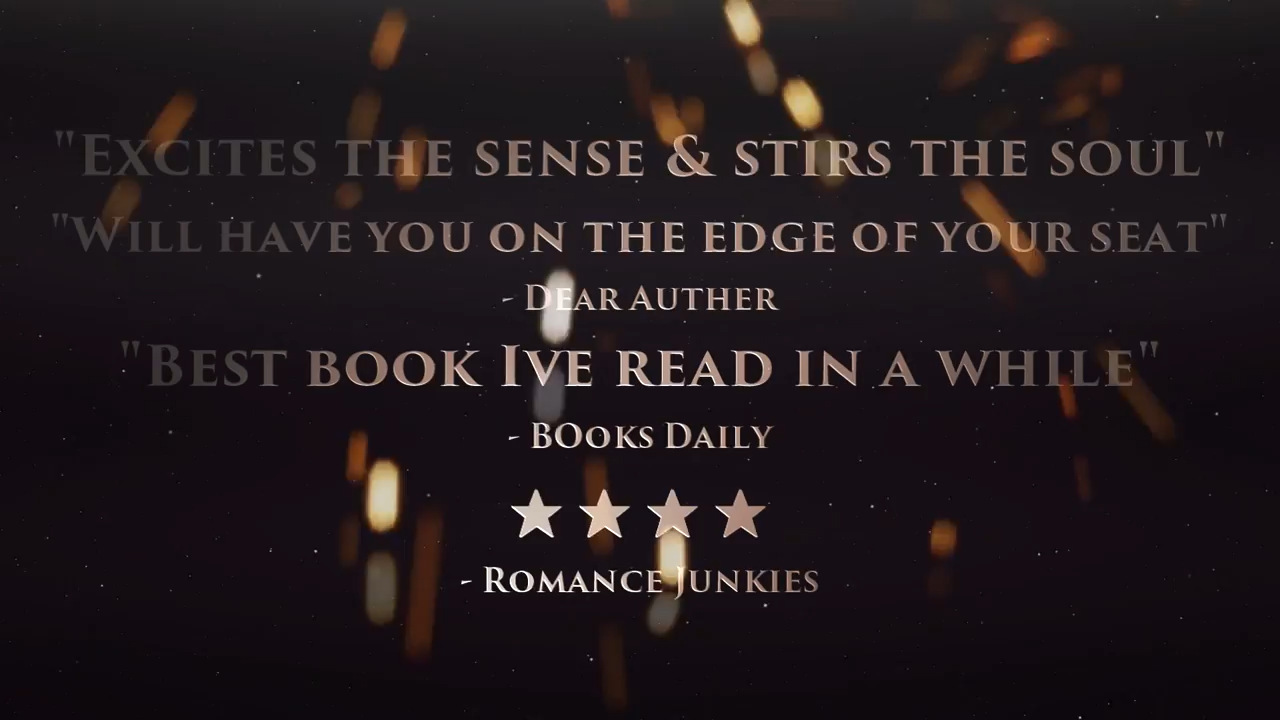 "Excites the sense & stirs the soul"
"Will have you on the edge of your seat"
- Dear Auther
"Best book Ive read in a while"
- BOoks Daily
- Romance Junkies